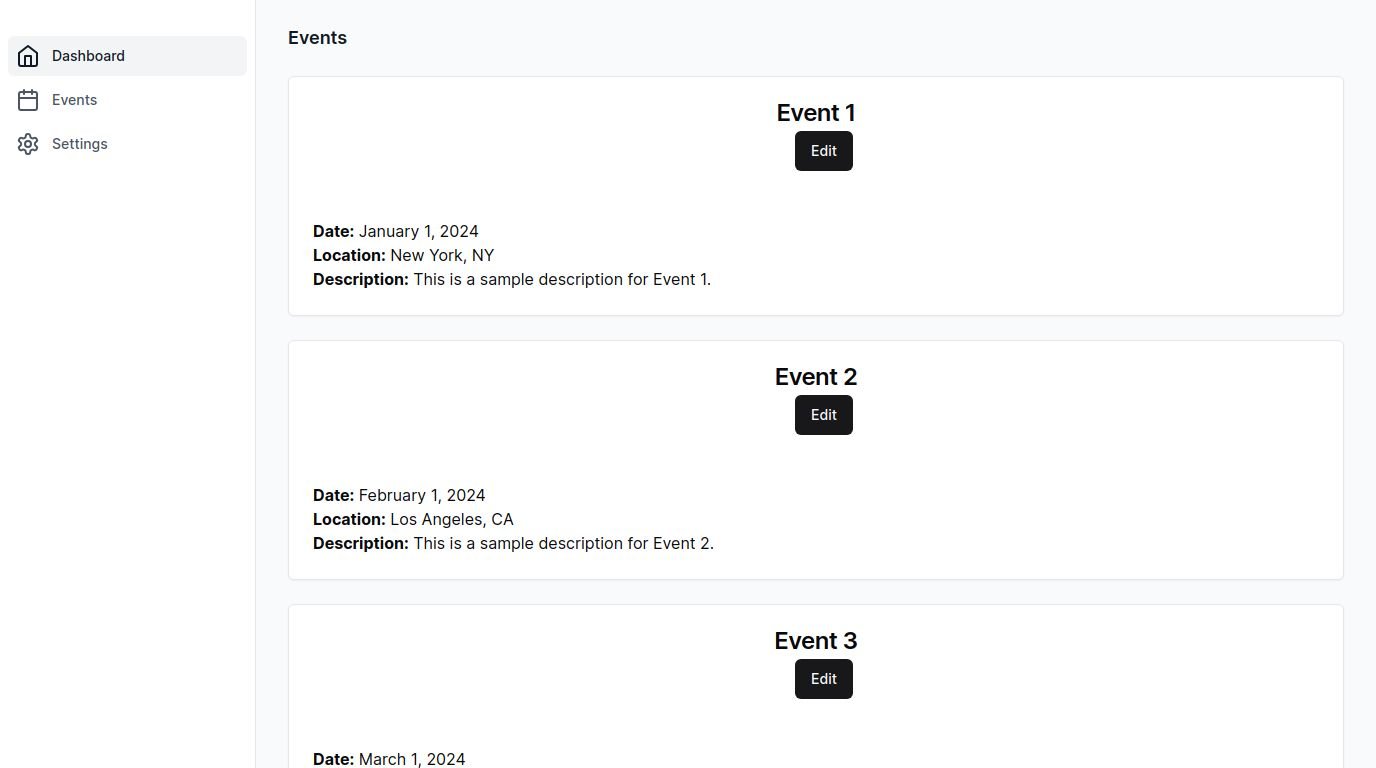 Dashboard
Events
Settings
Events
Event 1
Edit
Date: January 1, 2024
Location: New York, NY
Description: This is a sample description for Event 1.
Event 2
Edit
Date: February 1, 2024
Location: Los Angeles, CA
Description: This is a sample description for Event 2.
Event 3
Edit
Date: March 1, 2024